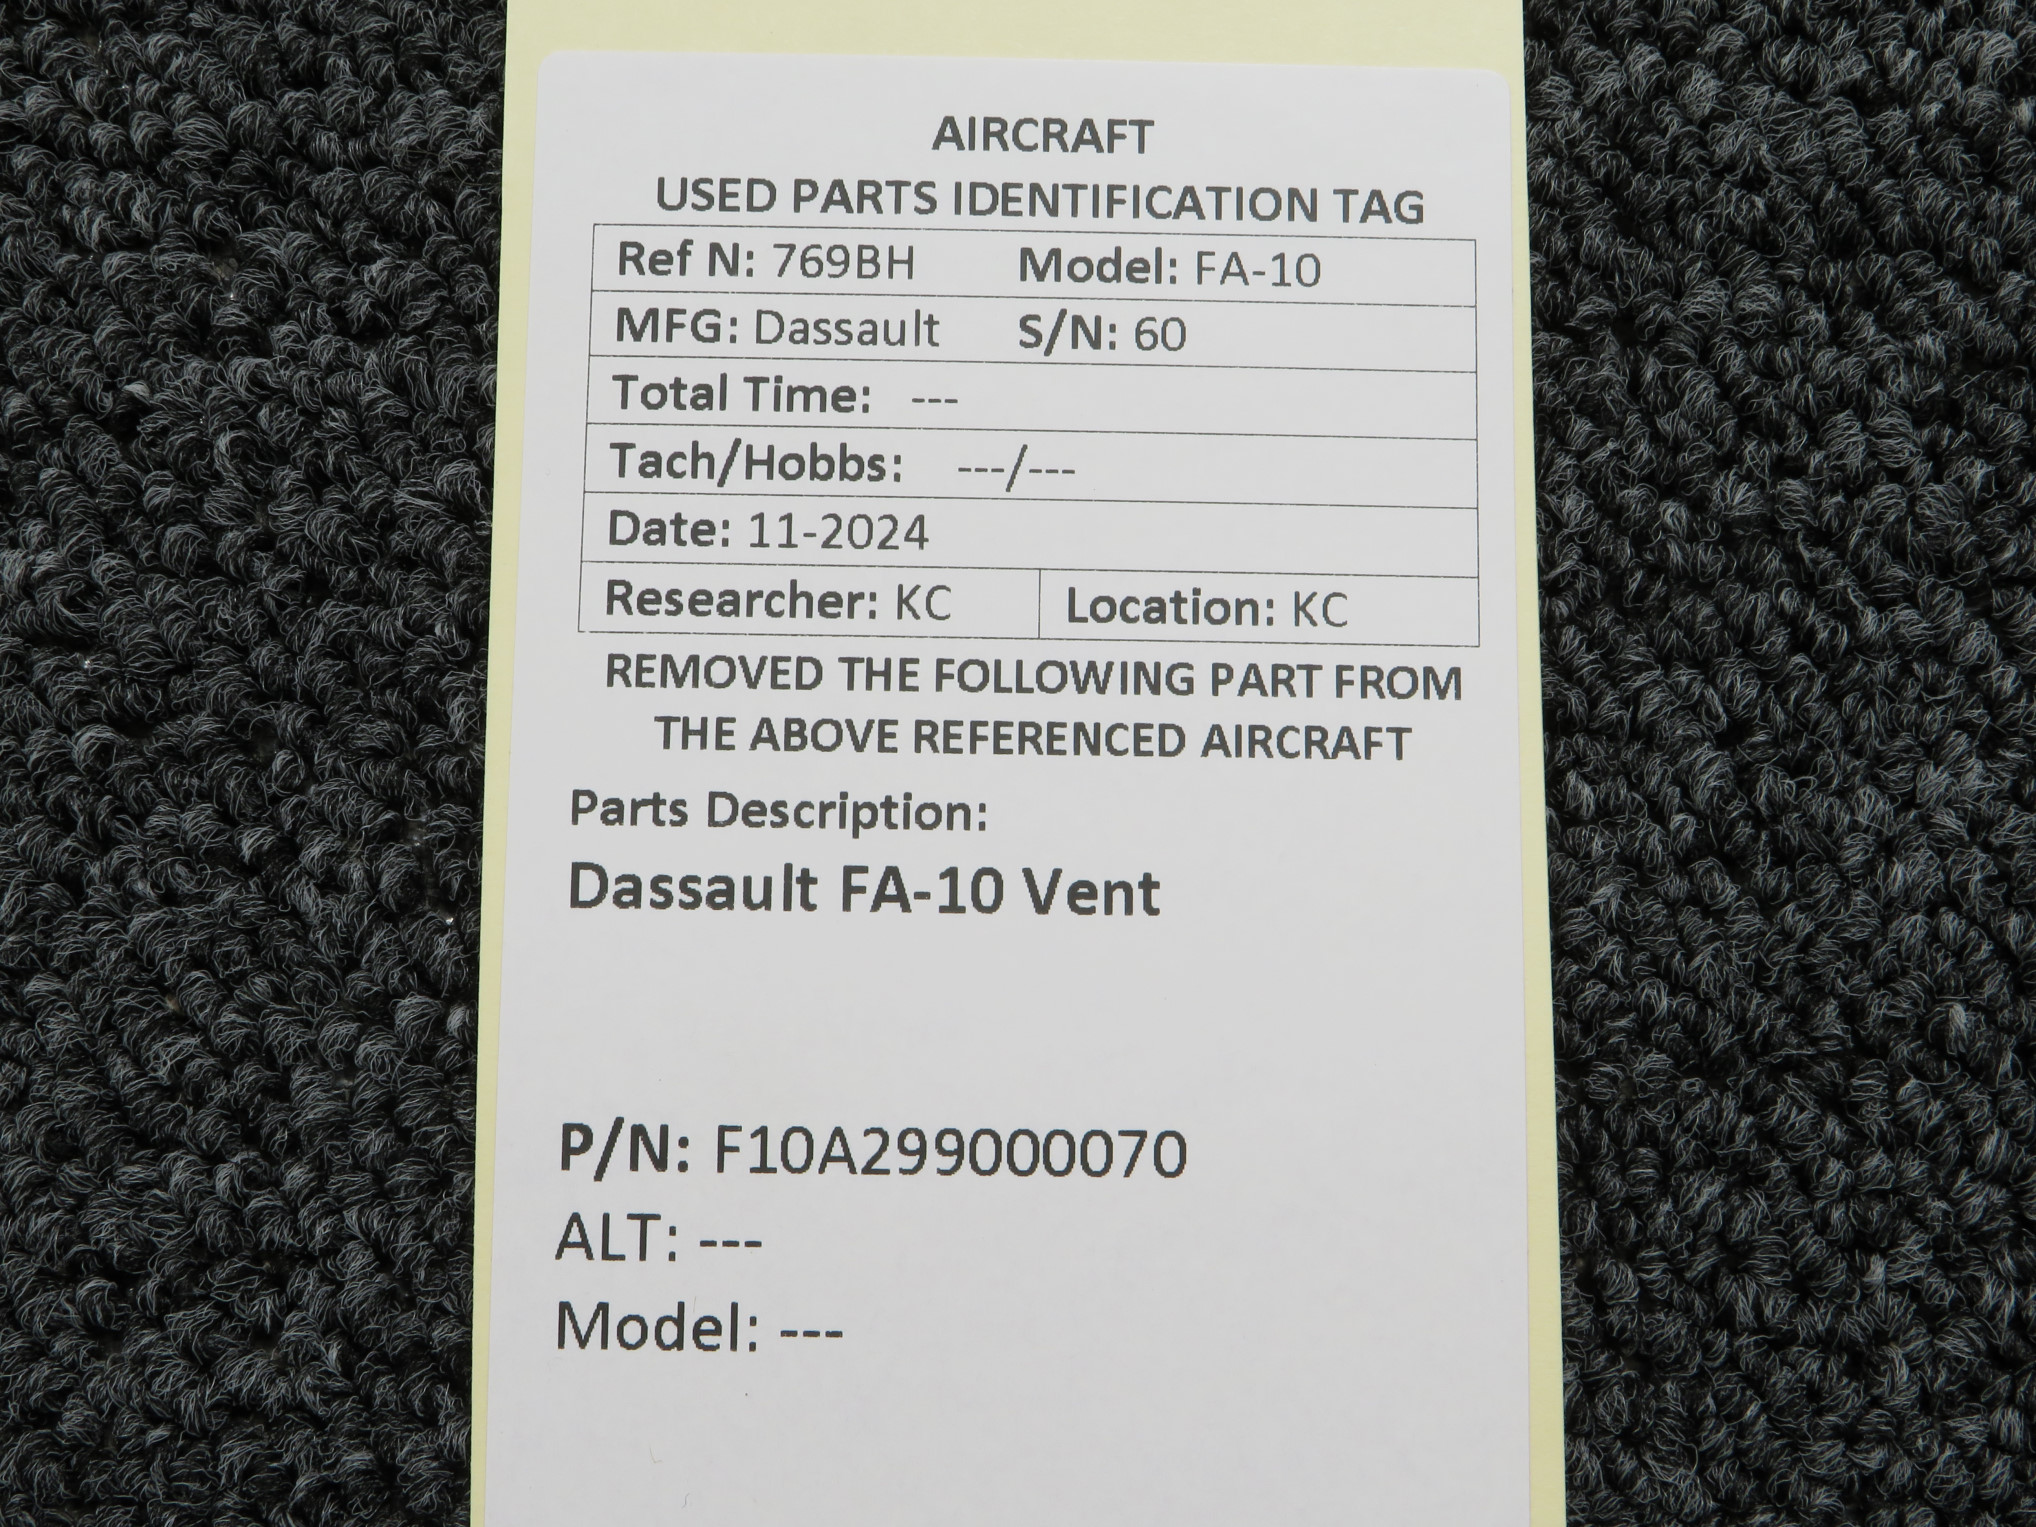 AIRCRAFT
USED PARTS IDENTIFICATION TAG
Ref N: 769BH Model: FA-10
MFG: Dassault S/N: 60
Total Time: ---
Tach/Hobbs: ---/---
Date: 11-2024
Researcher: KC Location: KC
REMOVED THE FOLLOWING PART FROM
THE ABOVE REFERENCED AIRCRAFT
Parts Description:
Dassault FA-10 Vent
P/N: F10A299000070
ALT: ---
Model: ---